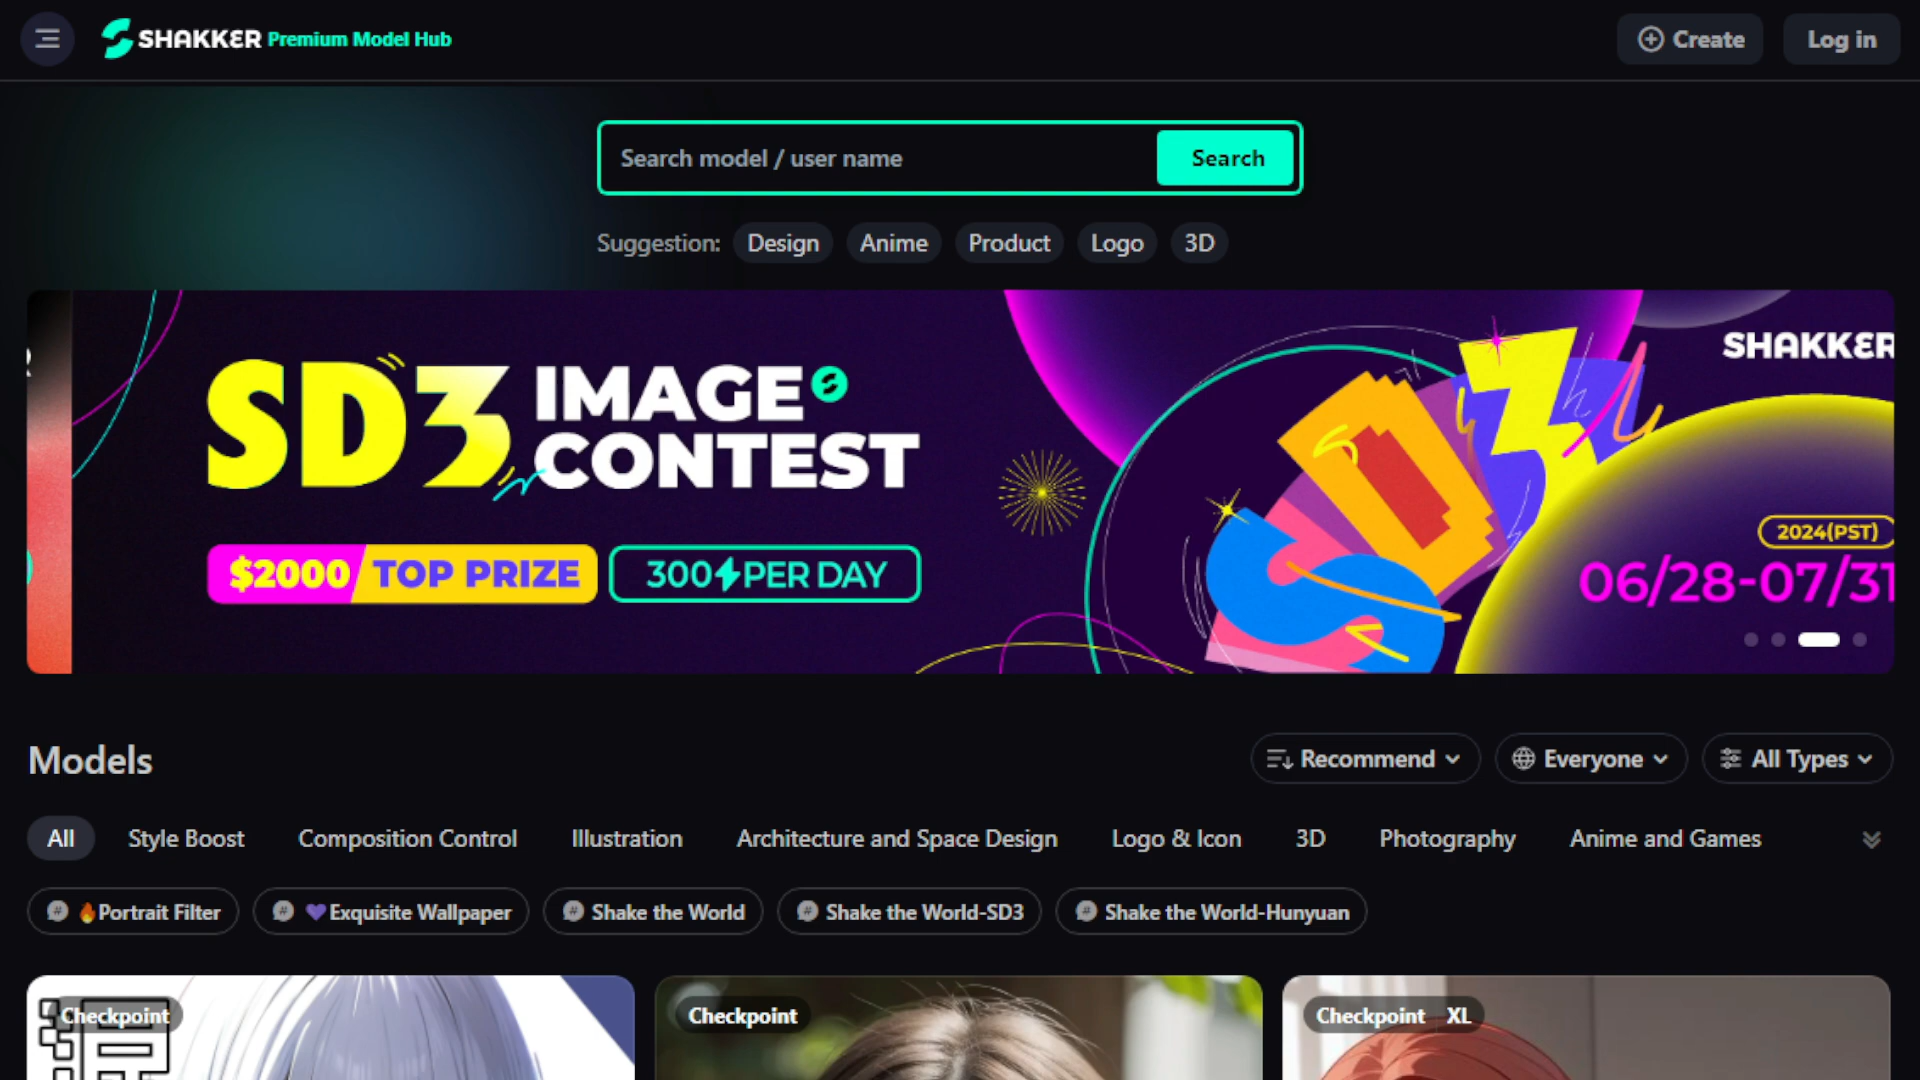 SHAKKER Premium Model Hub
Create
Log in
Search model / user name
Search
Suggestion: Design Anime Product Logo 3D
SHAKKER
SD3 IMAGE
CONTEST
2024(PST)
$2000 TOP PRIZE
300 PER DAY
06/28-07/31
Models
Recommend
Everyone
All Types
All Style Boost Composition Control Illustration Architecture and Space Design Logo & Icon 3D Photography Anime and Games
🔥Portrait Filter
💜Exquisite Wallpaper
Shake the World
Shake the World-SD3
Shake the World-Hunyuan
Checkpoint
Checkpoint
Checkpoint XL